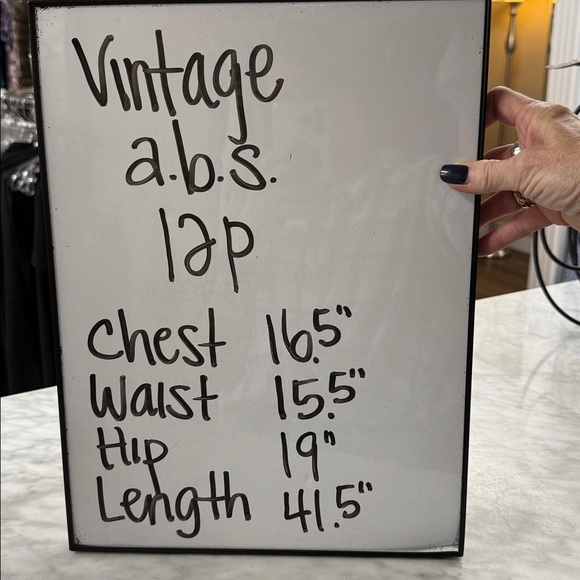 Vintage
a.b.s.
12p
Chest 16.5"
Waist 15.5"
Hip 19"
Length 41.5"